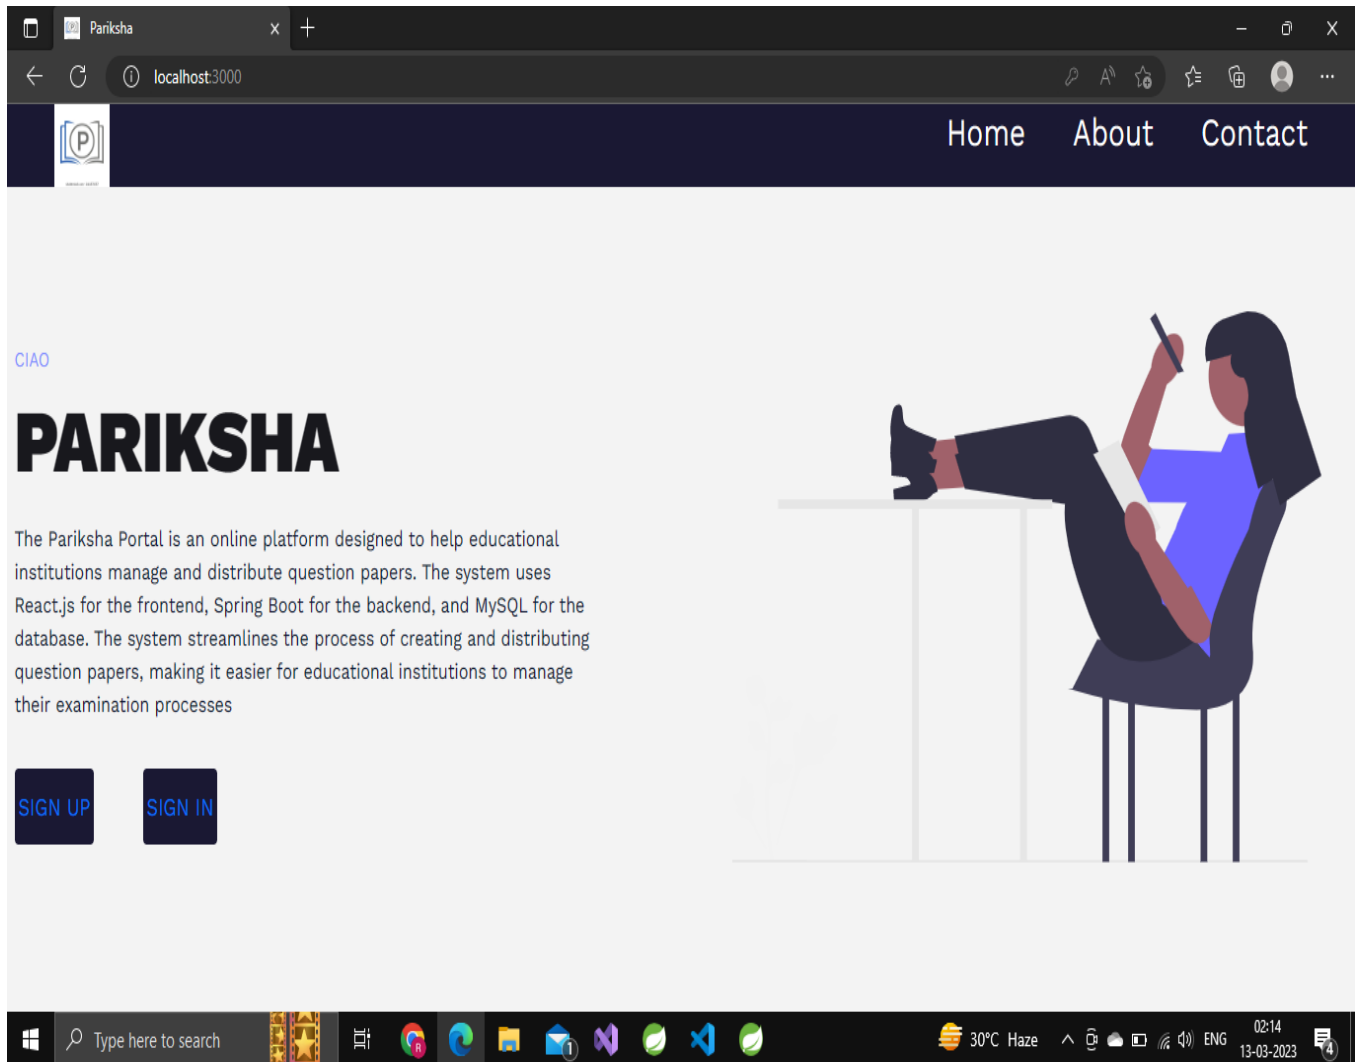 Pariksha
localhost:3000
P
Home About Contact
CIAO
PARIKSHA
The Pariksha Portal is an online platform designed to help educational
institutions manage and distribute question papers. The system uses
React.js for the frontend, Spring Boot for the backend, and MySQL for the
database. The system streamlines the process of creating and distributing
question papers, making it easier for educational institutions to manage
their examination processes
SIGN UP SIGN IN
Type here to search
30°C Haze
ENG
02:14
13-03-2023
4